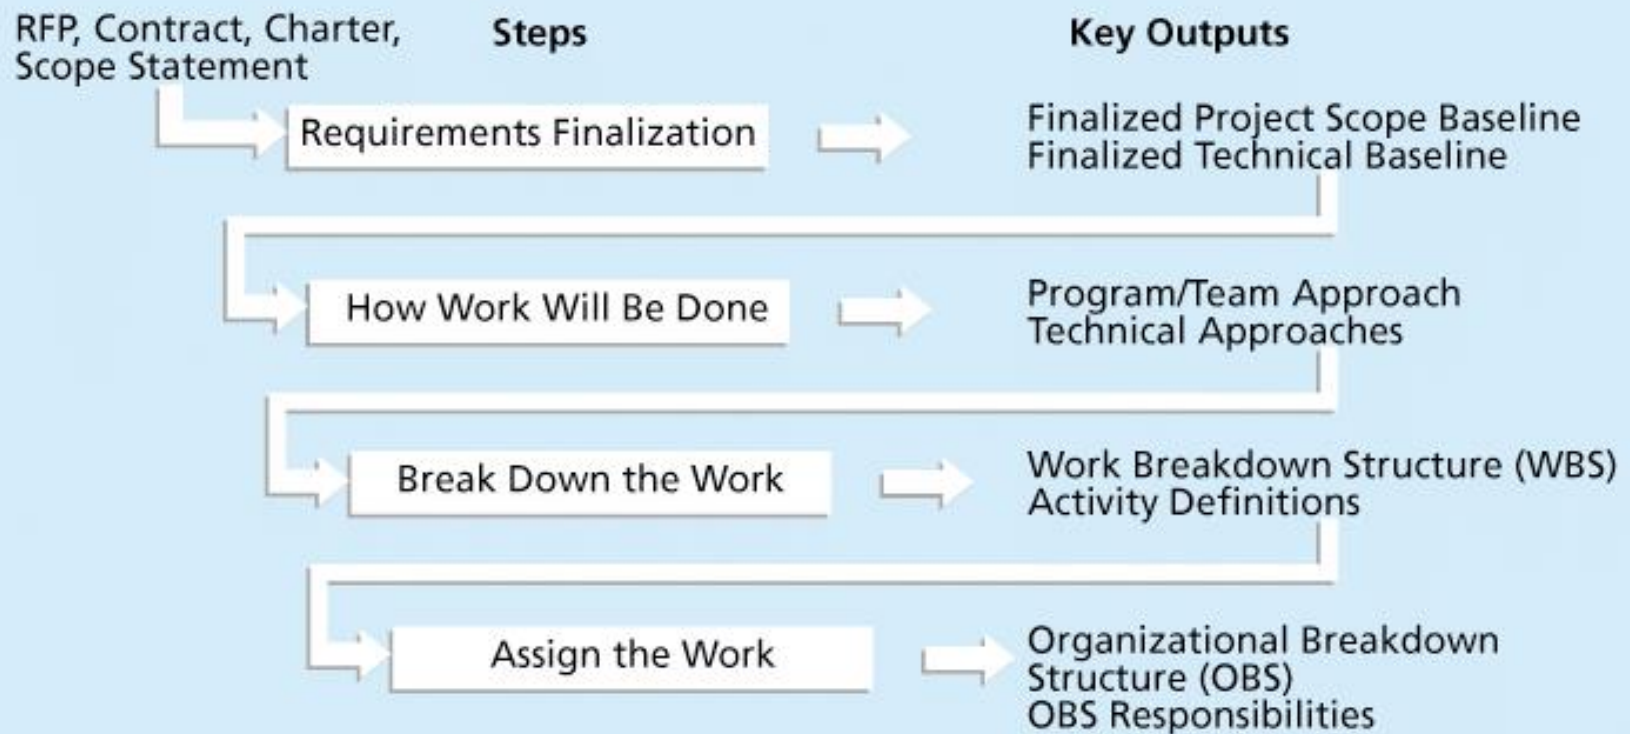 RFP, Contract, Charter,
Scope Statement
Steps
Key Outputs
Requirements Finalization
Finalized Project Scope Baseline
Finalized Technical Baseline
How Work Will Be Done
Program/Team Approach
Technical Approaches
Break Down the Work
Work Breakdown Structure (WBS)
Activity Definitions
Assign the Work
Organizational Breakdown
Structure (OBS)
OBS Responsibilities